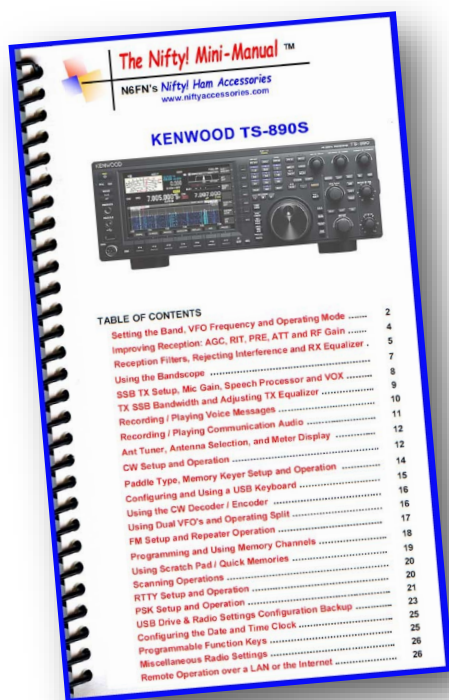 The Nifty! Mini-Manual ™
N6FN's Nifty! Ham Accessories
www.niftyaccessories.com
KENWOOD TS-890S
KENWOOD
TS-890
7.005.000
7.097.000
TABLE OF CONTENTS
Setting the Band, VFO Frequency and Operating Mode ....... 2
Improving Reception: AGC, RIT, PRE, ATT and RF Gain ....... 4
Reception Filters, Rejecting Interference and RX Equalizer . 5
Using the Bandscope ....... 7
SSB TX Setup, Mic Gain, Speech Processor and VOX ....... 8
TX SSB Bandwidth and Adjusting TX Equalizer ....... 9
Recording / Playing Voice Messages ....... 10
Recording / Playing Communication Audio ....... 11
Ant Tuner, Antenna Selection, and Meter Display ....... 12
CW Setup and Operation ....... 12
Paddle Type, Memory Keyer Setup and Operation ....... 14
Configuring and Using a USB Keyboard ....... 15
Using the CW Decoder / Encoder ....... 16
Using Dual VFO's and Operating Split ....... 16
FM Setup and Repeater Operation ....... 17
Programming and Using Memory Channels ....... 18
Using Scratch Pad / Quick Memories ....... 19
Scanning Operations ....... 20
RTTY Setup and Operation ....... 20
PSK Setup and Operation ....... 21
USB Drive & Radio Settings Configuration Backup ....... 23
Configuring the Date and Time Clock ....... 25
Programmable Function Keys ....... 25
Miscellaneous Radio Settings ....... 26
Remote Operation over a LAN or the Internet ....... 26